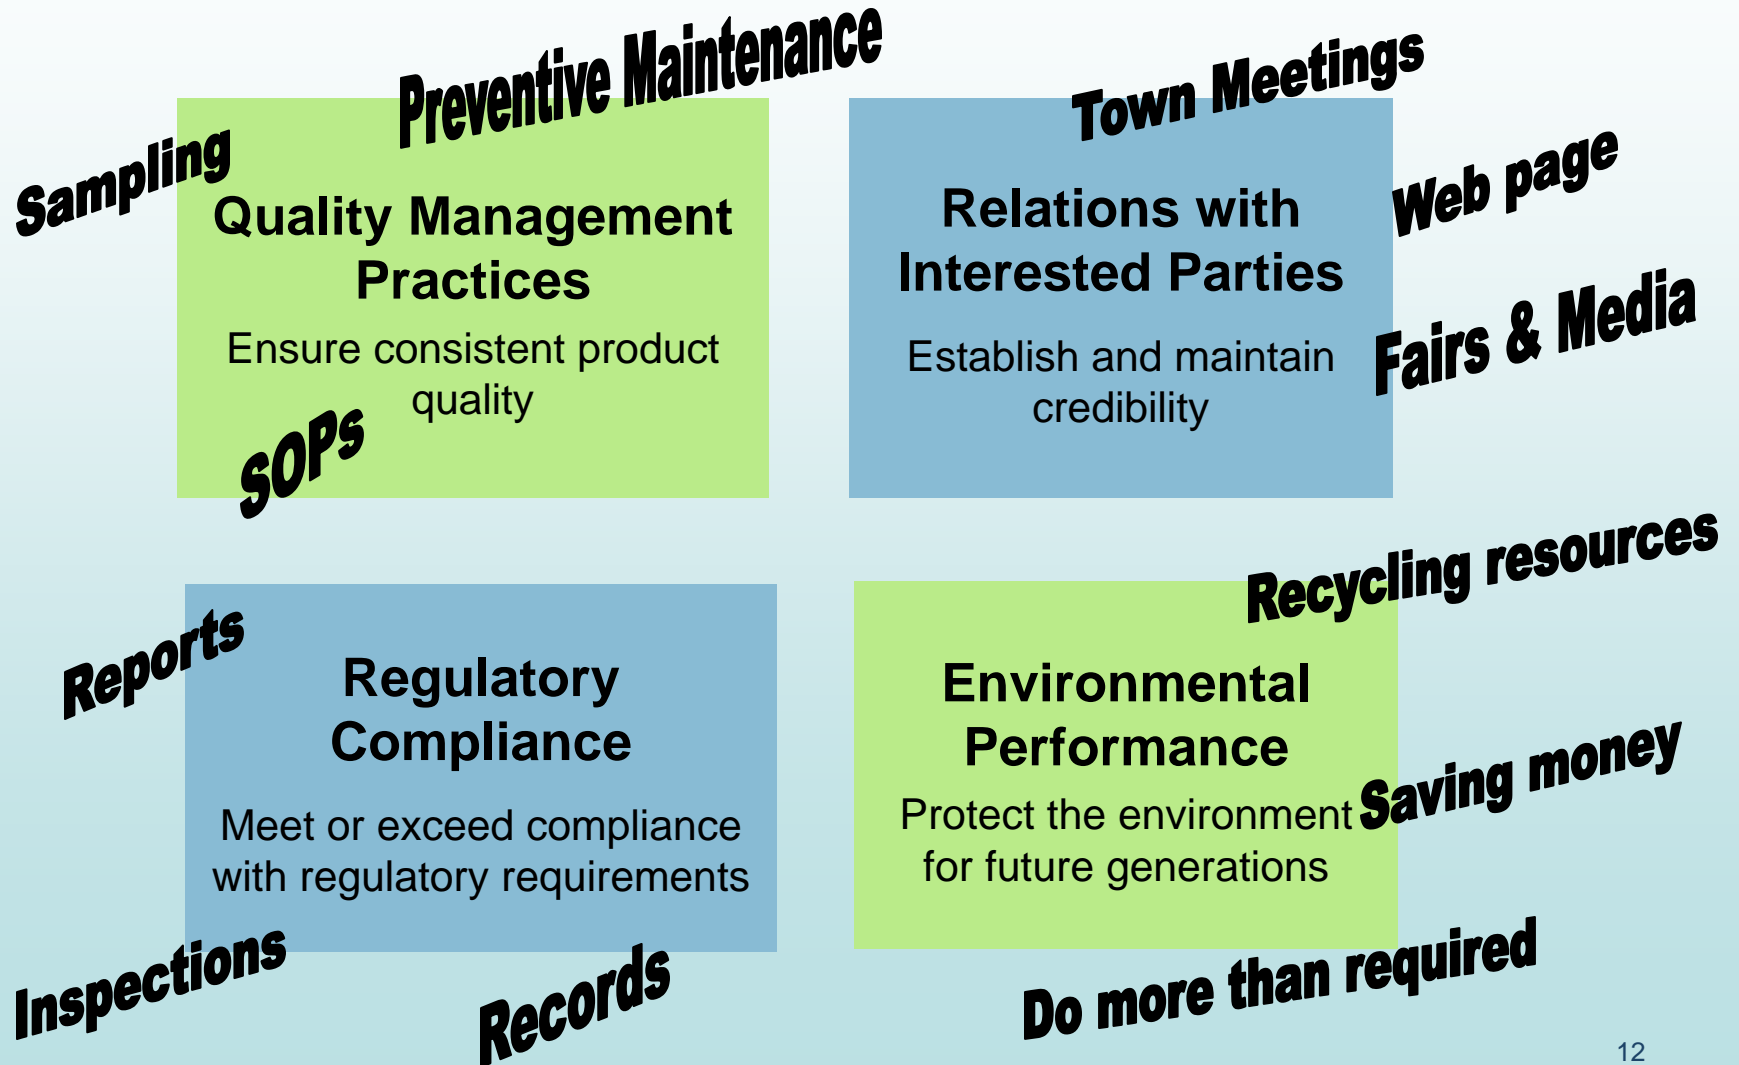 Preventive Maintenance
Sampling
Quality Management
Practices
Ensure consistent product
quality
SOPs
Town Meetings
Web page
Relations with
Interested Parties
Fairs & Media
Establish and maintain
credibility
Reports
Regulatory
Compliance
Meet or exceed compliance
with regulatory requirements
Inspections
Records
Recycling resources
Environmental
Performance
Saving money
Protect the environment
for future generations
Do more than required
12